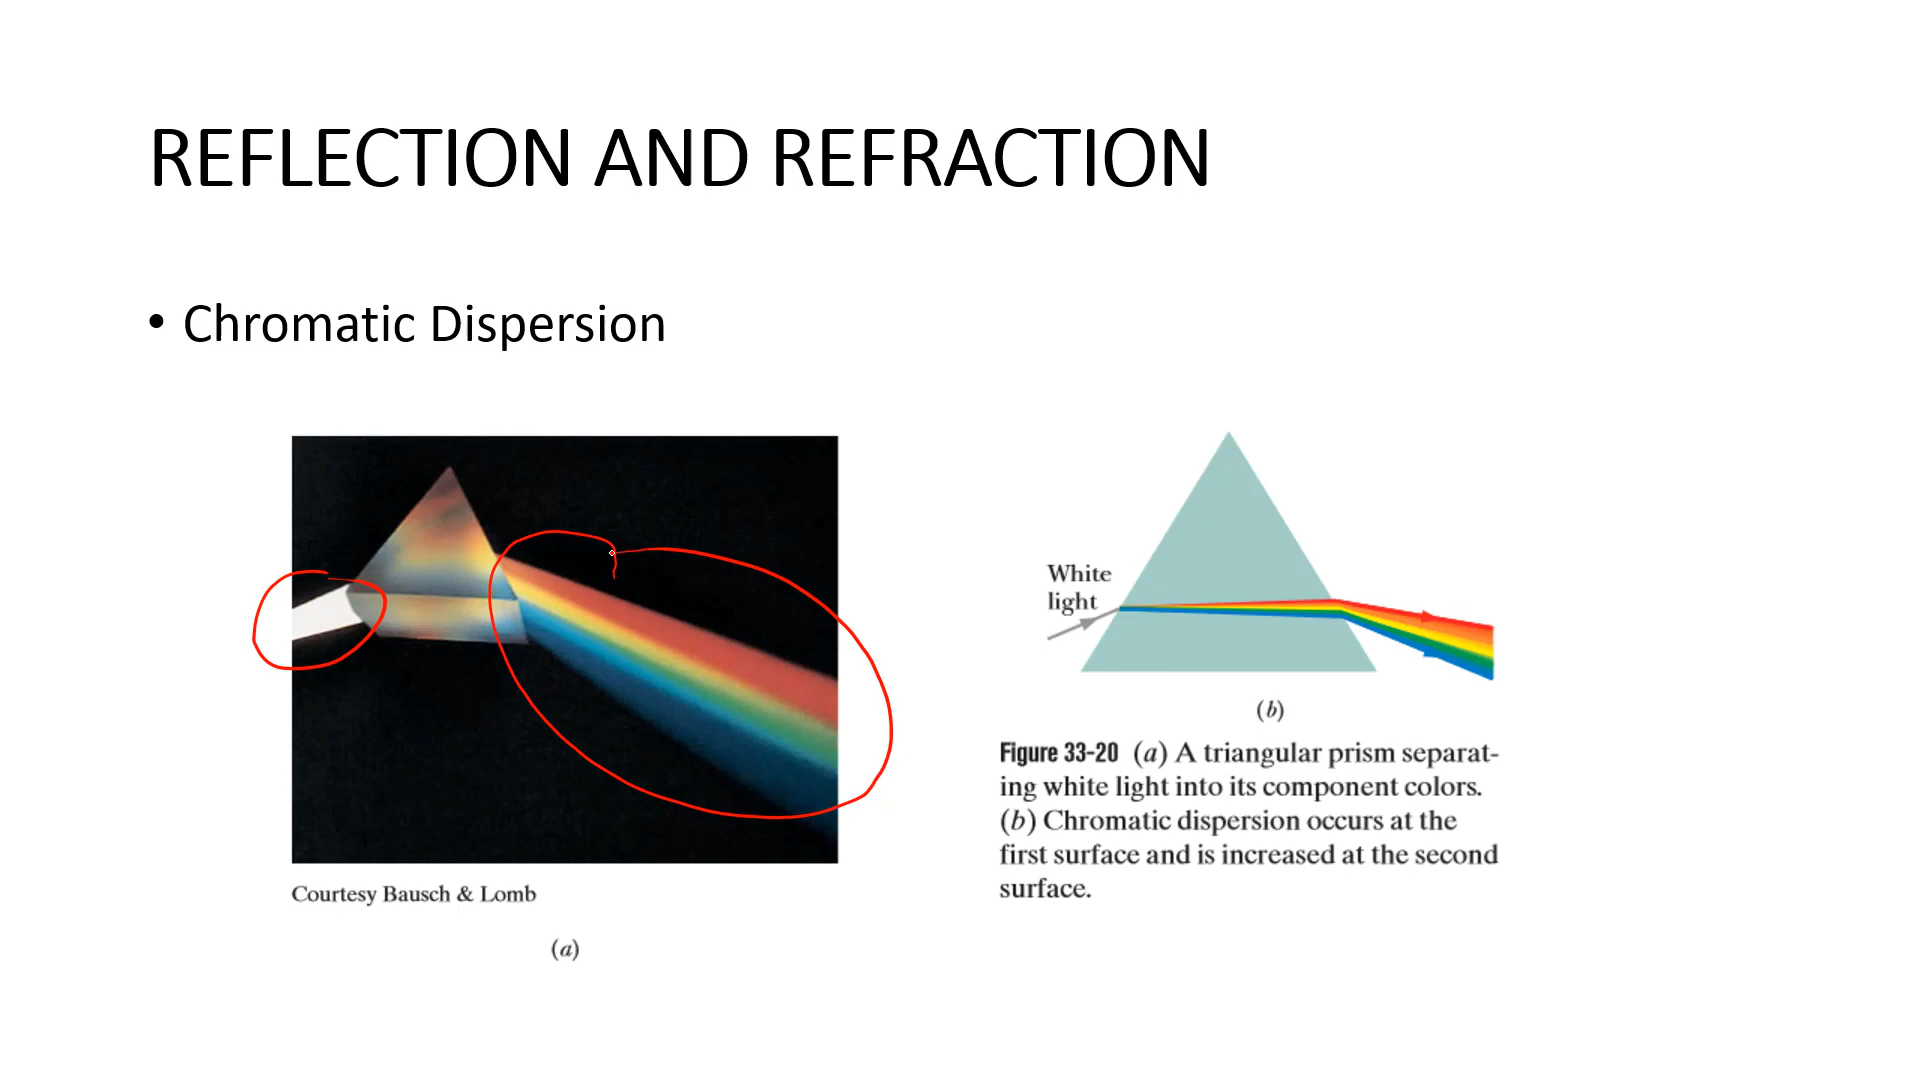 REFLECTION AND REFRACTION
• Chromatic Dispersion
Courtesy Bausch & Lomb
(a)
White
light
(b)
Figure 33-20 (a) A triangular prism separat-
ing white light into its component colors.
(b) Chromatic dispersion occurs at the
first surface and is increased at the second
surface.